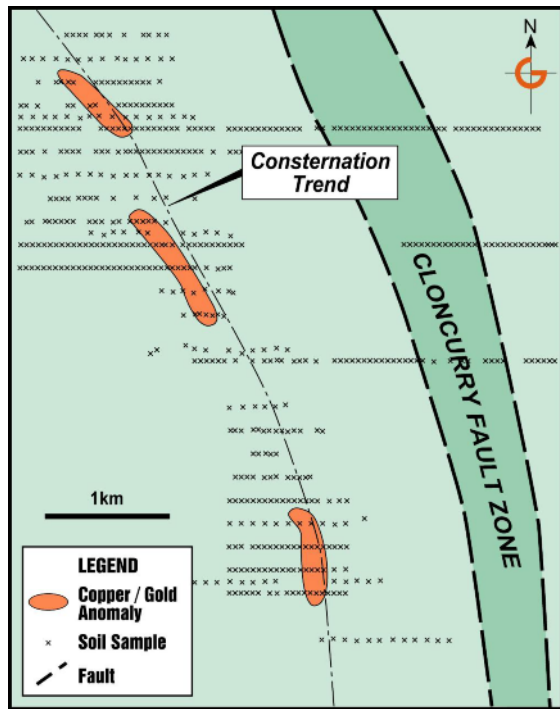 N
Consternation
Trend
CLONCURRY FAULT ZONE
1km
LEGEND
Copper / Gold
Anomaly
Soil Sample
Fault